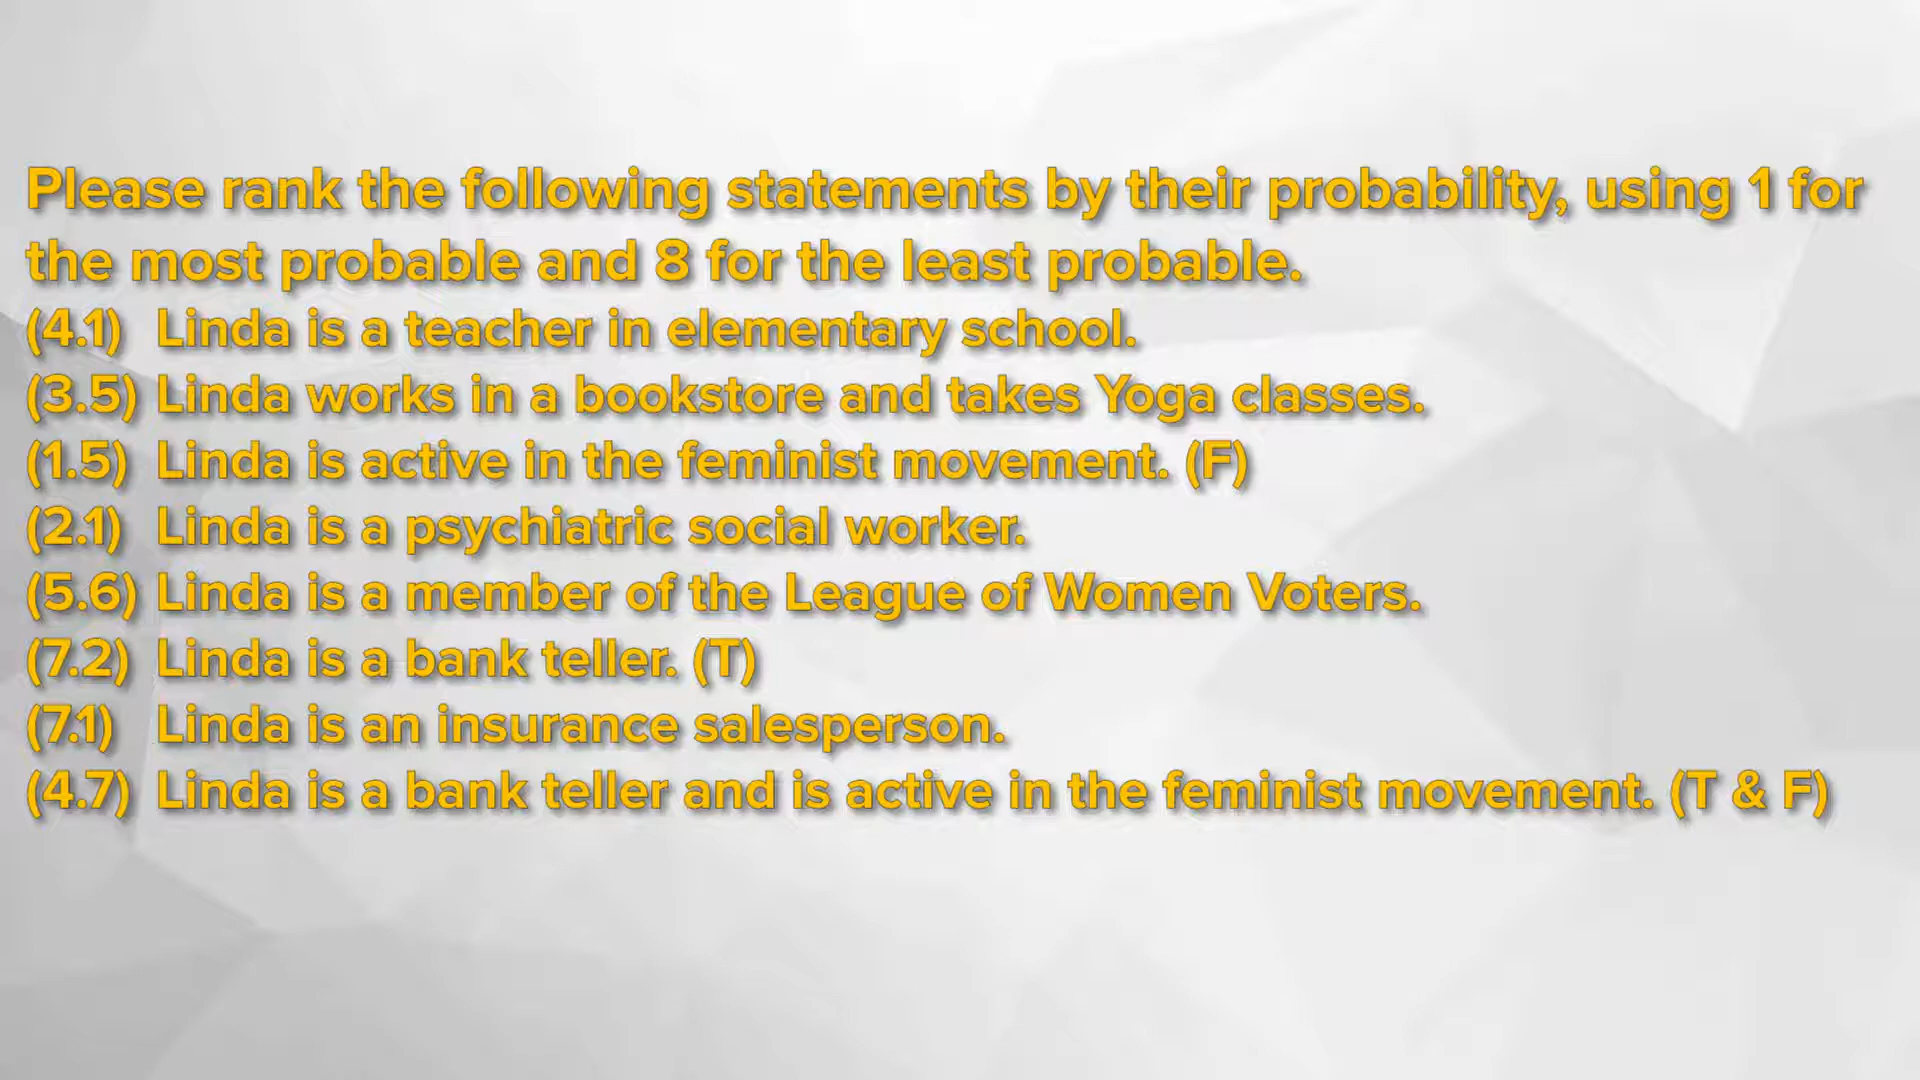 Please rank the following statements by their probability, using 1 for
the most probable and 8 for the least probable.
(4.1) Linda is a teacher in elementary school.
(3.5) Linda works in a bookstore and takes Yoga classes.
(1.5) Linda is active in the feminist movement. (F)
(2.1) Linda is a psychiatric social worker.
(5.6) Linda is a member of the League of Women Voters.
(7.2) Linda is a bank teller. (T)
(7.1) Linda is an insurance salesperson.
(4.7) Linda is a bank teller and is active in the feminist movement. (T & F)